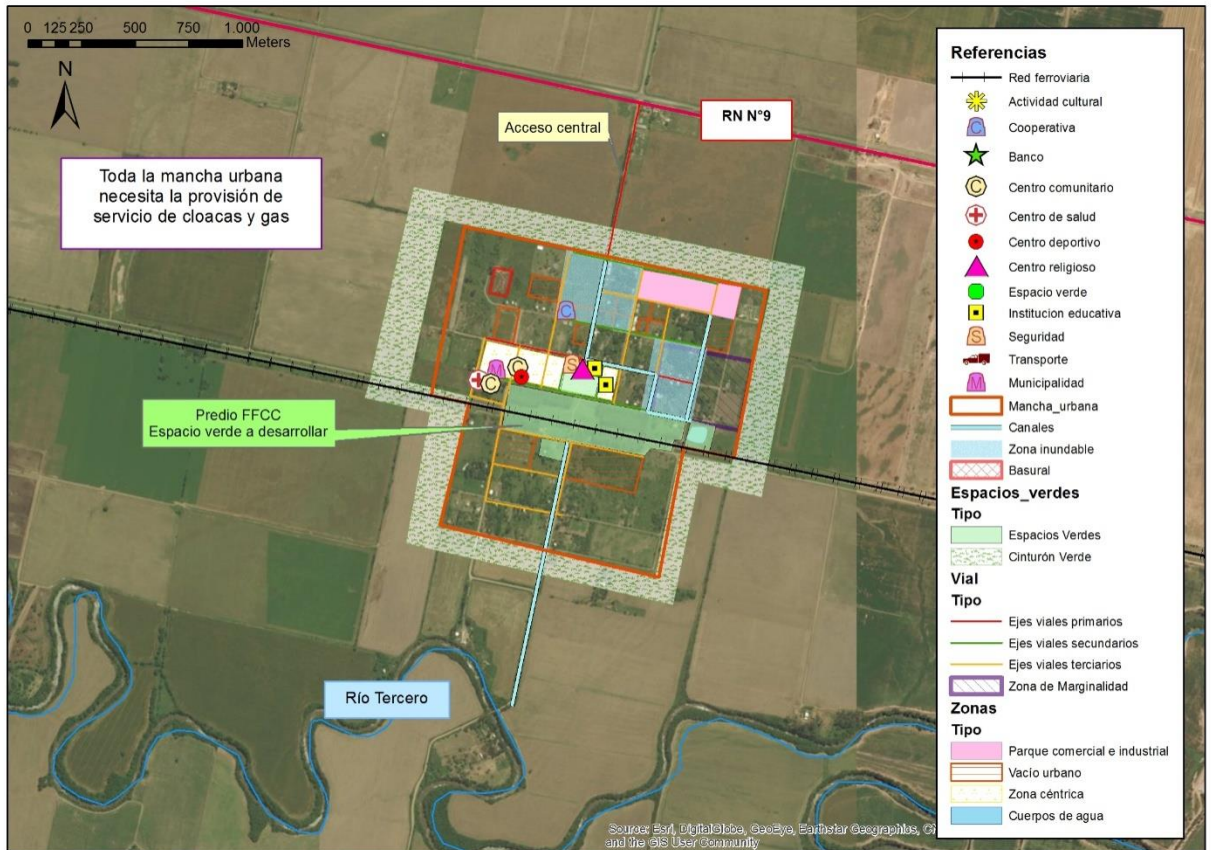 0 125 250 500 750 1.000
Meters
N
RN N°9
Acceso central
Toda la mancha urbana
necesita la provisión de
servicio de cloacas y gas
C
S
M
C
C
Predio FFCC
Espacio verde a desarrollar
Río Tercero
Referencias
Red ferroviaria
Actividad cultural
C Cooperativa
Banco
C Centro comunitario
Centro de salud
Centro deportivo
Centro religioso
Espacio verde
Institucion educativa
S Seguridad
Transporte
M Municipalidad
Mancha_urbana
Canales
Zona inundable
Basural
Espacios_verdes
Tipo
Espacios Verdes
Cinturón Verde
Vial
Tipo
Ejes viales primarios
Ejes viales secundarios
Ejes viales terciarios
Zona de Marginalidad
Zonas
Tipo
Parque comercial e industrial
Vacío urbano
Zona céntrica
Cuerpos de agua
Source: Esri, DigitalGlobe, GeoEye, Earthstar Geographics,
and the GIS User Community